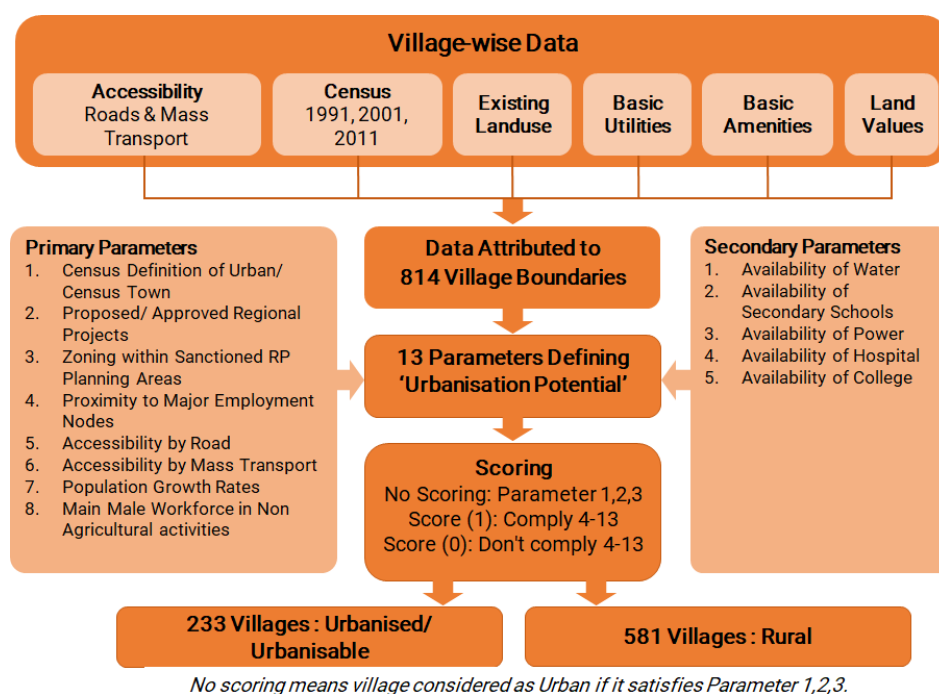 Village-wise Data
Accessibility
Roads & Mass
Transport
Census
1991, 2001,
2011
Existing
Landuse
Basic
Utilities
Basic
Amenities
Land
Values
Primary Parameters
1. Census Definition of Urban/
Census Town
2. Proposed/ Approved Regional
Projects
3. Zoning within Sanctioned RP
Planning Areas
4. Proximity to Major Employment
Nodes
5. Accessibility by Road
6. Accessibility by Mass Transport
7. Population Growth Rates
8. Main Male Workforce in Non
Agricultural activities
Data Attributed to
814 Village Boundaries
13 Parameters Defining
‘Urbanisation Potential’
Secondary Parameters
1. Availability of Water
2. Availability of
Secondary Schools
3. Availability of Power
4. Availability of Hospital
5. Availability of College
Scoring
No Scoring: Parameter 1,2,3
Score (1): Comply 4-13
Score (0): Don't comply 4-13
233 Villages : Urbanised/
Urbanisable
581 Villages : Rural
No scoring means village considered as Urban if it satisfies Parameter 1,2,3.